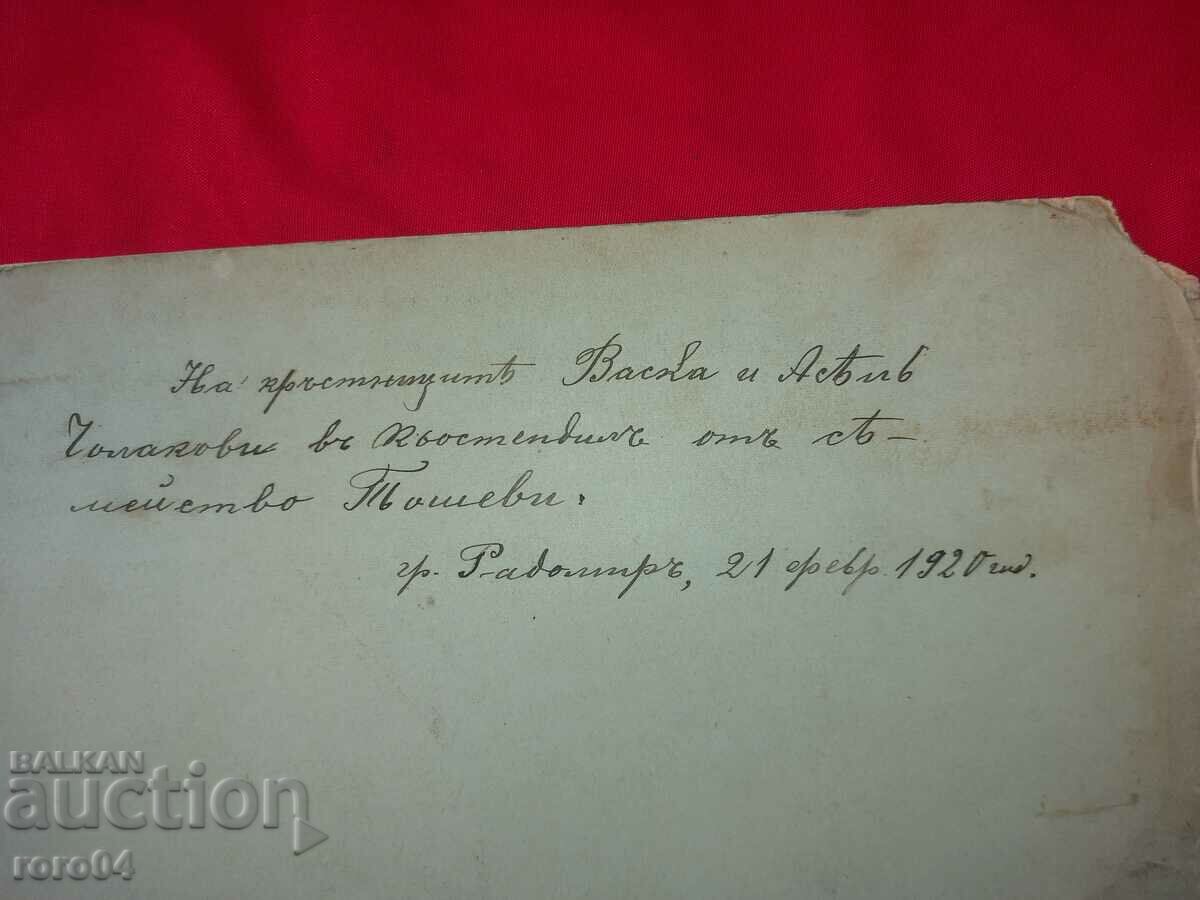 На кръстницитѣ Васка и Асѣнъ
Чолакови въ Кюстендилъ отъ сѣ-
мейство Тошеви.
гр. Радомиръ, 21 февр. 1920 год.
BALKAN
auction
roro04